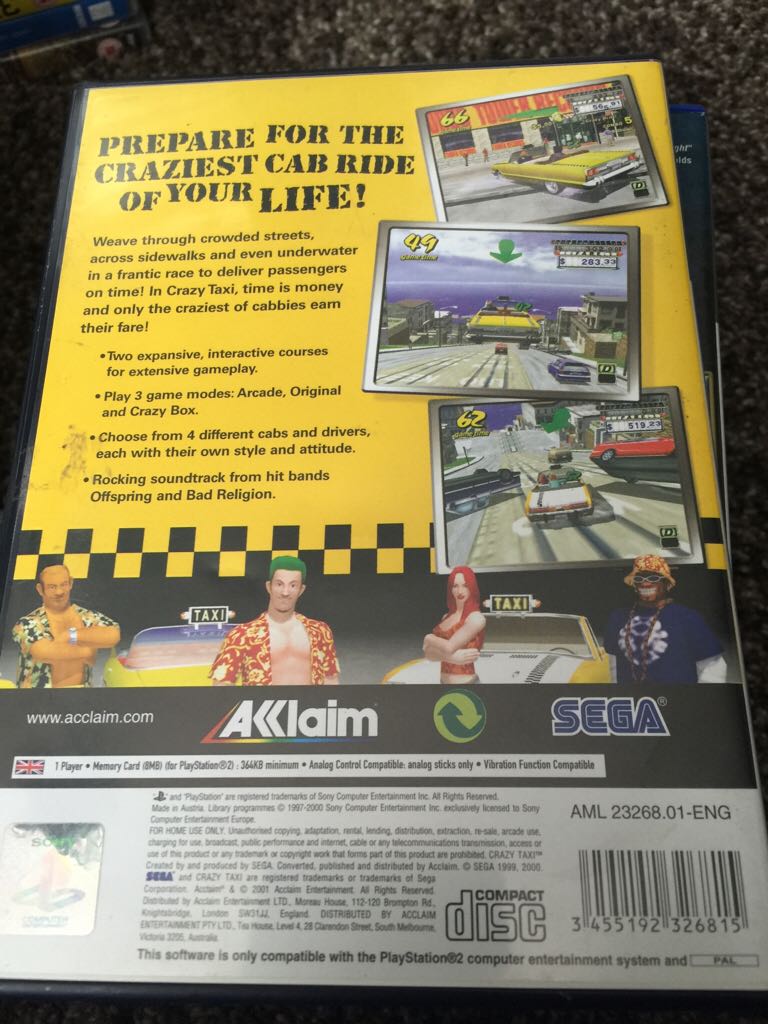 PREPARE FOR THE
CRAZIEST CAB RIDE
OF YOUR LIFE!
Weave through crowded streets,
across sidewalks and even underwater
in a frantic race to deliver passengers
on time! In Crazy Taxi, time is money
and only the craziest of cabbies earn
their fare!
•Two expansive, interactive courses
for extensive gameplay.
• Play 3 game modes: Arcade, Original
and Crazy Box.
• Choose from 4 different cabs and drivers,
each with their own style and attitude.
• Rocking soundtrack from hit bands
Offspring and Bad Religion.
66
Game Time
$ 56.91
5
D
49
Game Time
$ 283.33
D
62
Game Time
$ 519.23
D
TAXI
TAXI
www.acclaim.com
AKKlaim
SEGA®
1 Player • Memory Card (8MB) (for PlayStation®2) : 364KB minimum • Analog Control Compatible: analog sticks only • Vibration Function Compatible
and "PlayStation" are registered trademarks of Sony Computer Entertainment Inc. All Rights Reserved.
Made in Austria. Library programmes © 1997-2000 Sony Computer Entertainment Inc. exclusively licensed to Sony
Computer Entertainment Europe.
FOR HOME USE ONLY. Unauthorised copying, adaptation, rental, lending, distribution, extraction, re-sale, arcade use,
charging for use, broadcast, public performance and internet, cable or any telecommunications transmission, access or
use of this product or any trademark or copyright work that forms part of this product are prohibited. CRAZY TAXI™
Created by and produced by SEGA. Converted, published and distributed by Acclaim. © SEGA 1999, 2000.
SEGA and CRAZY TAXI are registered trademarks or trademarks of Sega
Corporation. Acclaim® & © 2001 Acclaim Entertainment. All Rights Reserved.
Distributed by Acclaim Entertainment LTD., Moreau House, 112-120 Brompton Rd.,
Knightsbridge, London SW31JJ, England. DISTRIBUTED BY ACCLAIM
ENTERTAINMENT PTY LTD., Tea House, Level 4, 28 Clarendon Street, South Melbourne,
Victoria 3205, Australia.
AML 23268.01-ENG
SONY
COMPUTER
COMPACT
disc
3 455192 326815
This software is only compatible with the PlayStation®2 computer entertainment system and PAL